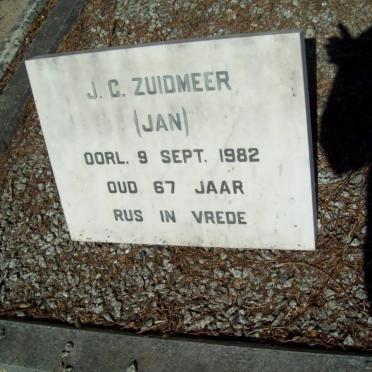 J. C. ZUIDMEER
(JAN)
OORL. 9 SEPT. 1982
OUD 67 JAAR
RUS IN VREDE